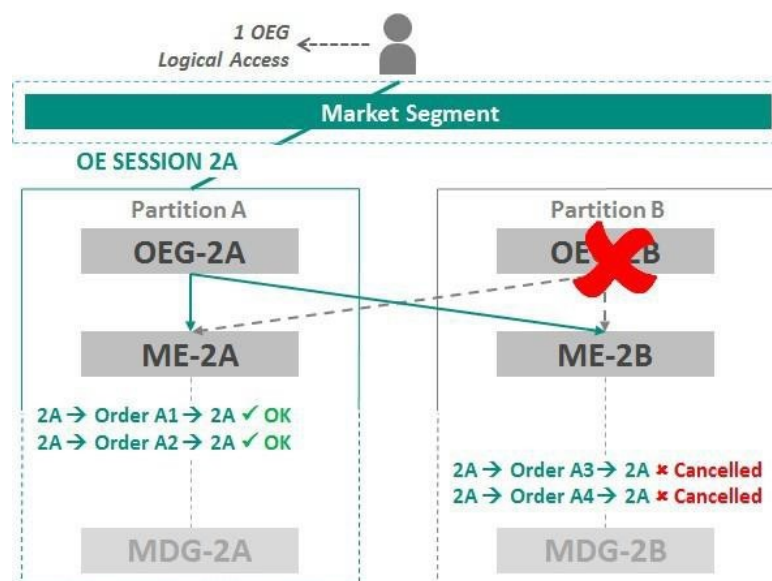 1 OEG
Logical Access
Market Segment
OE SESSION 2A
Partition A
Partition B
OEG-2A
ME-2A
ME-2B
2A → Order A1 → 2A ✓ OK
2A → Order A2 → 2A ✓ OK
2A → Order A3 → 2A ✘ Cancelled
2A → Order A4 → 2A ✘ Cancelled
MDG-2A
MDG-2B